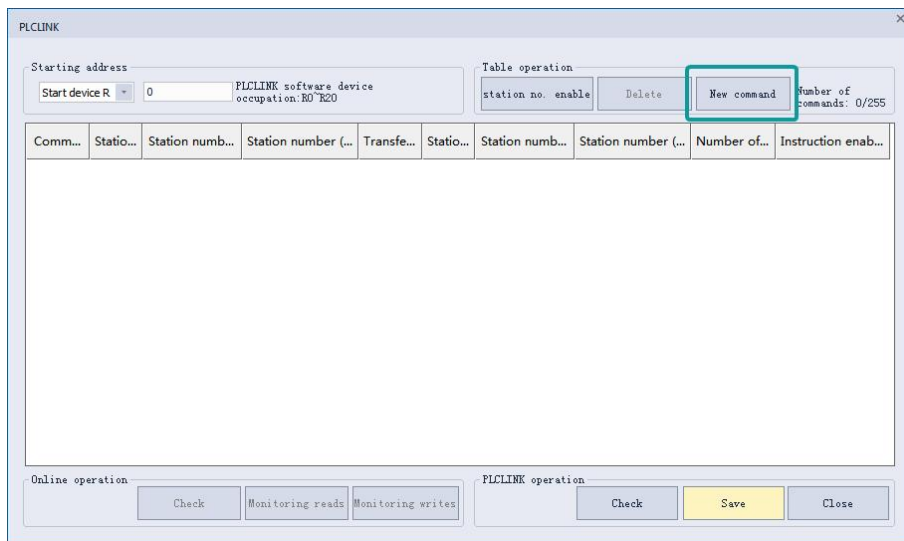 PLCLINK
Starting address
Start device R
0
PLCLINK software device
occupation:R0~R20
Table operation
station no. enable
Delete
New command
Number of
commands: 0/255
Comm...
Statio...
Station numb...
Station number (...
Transfe...
Statio...
Station numb...
Station number (...
Number of...
Instruction enab...
Online operation
Check
Monitoring reads
Monitoring writes
PLCLINK operation
Check
Save
Close